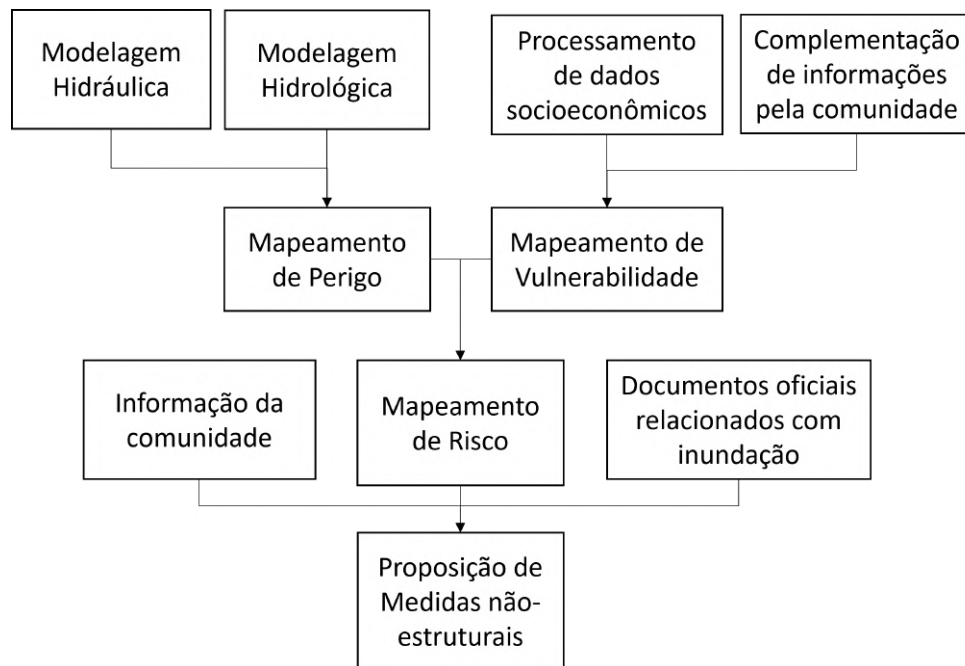 Modelagem
Hidráulica
Modelagem
Hidrológica
Processamento
de dados
socioeconômicos
Complementação
de informações
pela comunidade
Mapeamento
de Perigo
Mapeamento de
Vulnerabilidade
Informação da
comunidade
Mapeamento
de Risco
Documentos oficiais
relacionados com
inundação
Proposição de
Medidas não-
estruturais